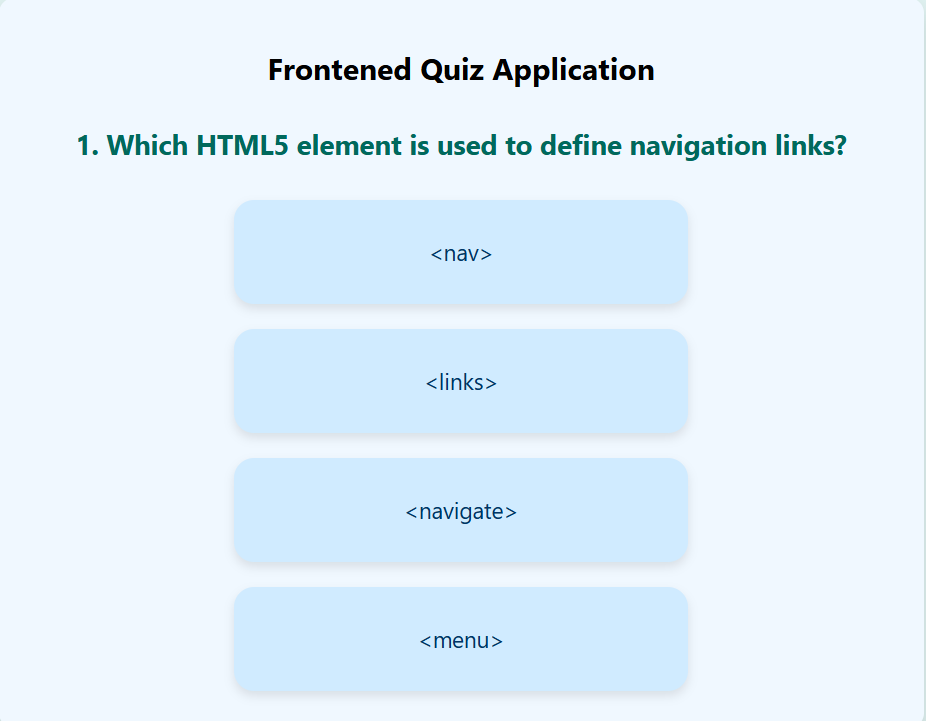 Frontened Quiz Application
1. Which HTML5 element is used to define navigation links?
<nav>
<links>
<navigate>
<menu>